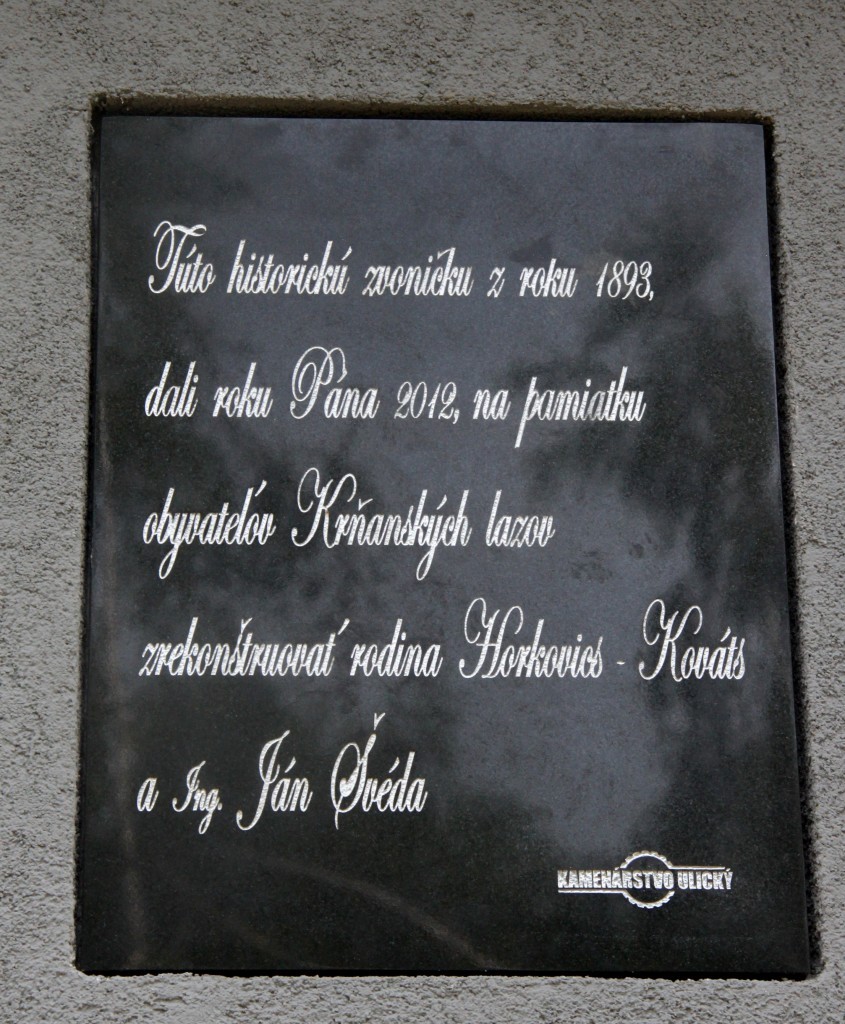 Túto historickú zvoničku z roku 1893,
dali roku Pána 2012, na pamiatku
obyvatelóv Krňanských lazov
zrekonštruovať rodina Horkovics - Kováts
a Ing. Ján Švéda
KAMENÁRSTVO ULICKÝ